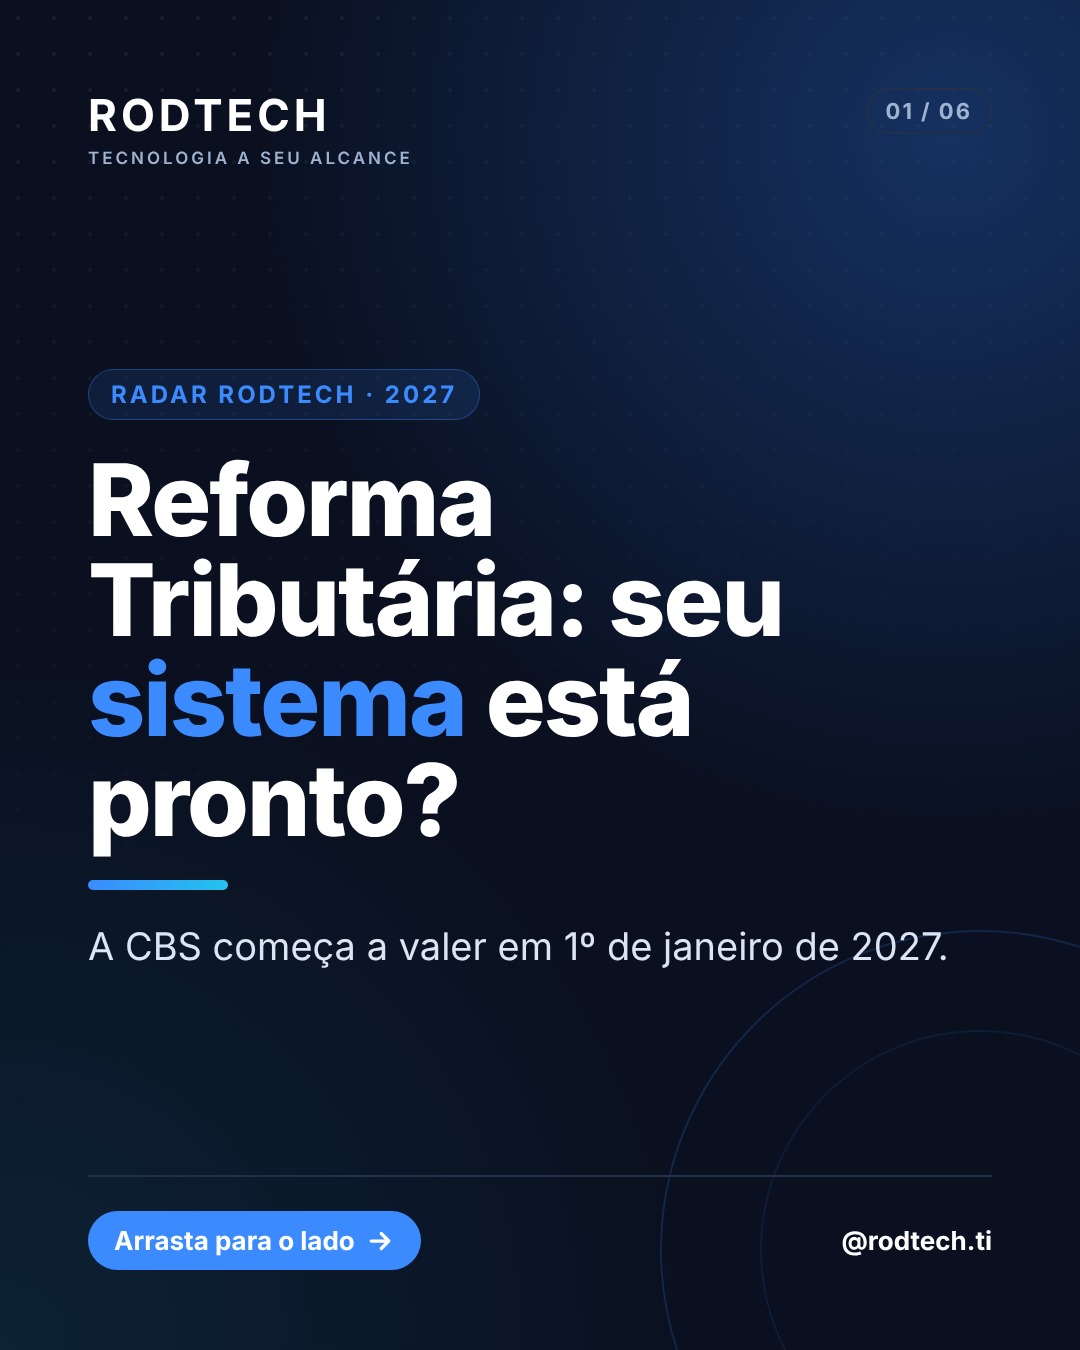 RODTECH
TECNOLOGIA A SEU ALCANCE
01 / 06
RADAR RODTECH · 2027
Reforma
Tributária: seu
sistema está
pronto?
A CBS começa a valer em 1º de janeiro de 2027.
Arrasta para o lado →
@rodtech.ti